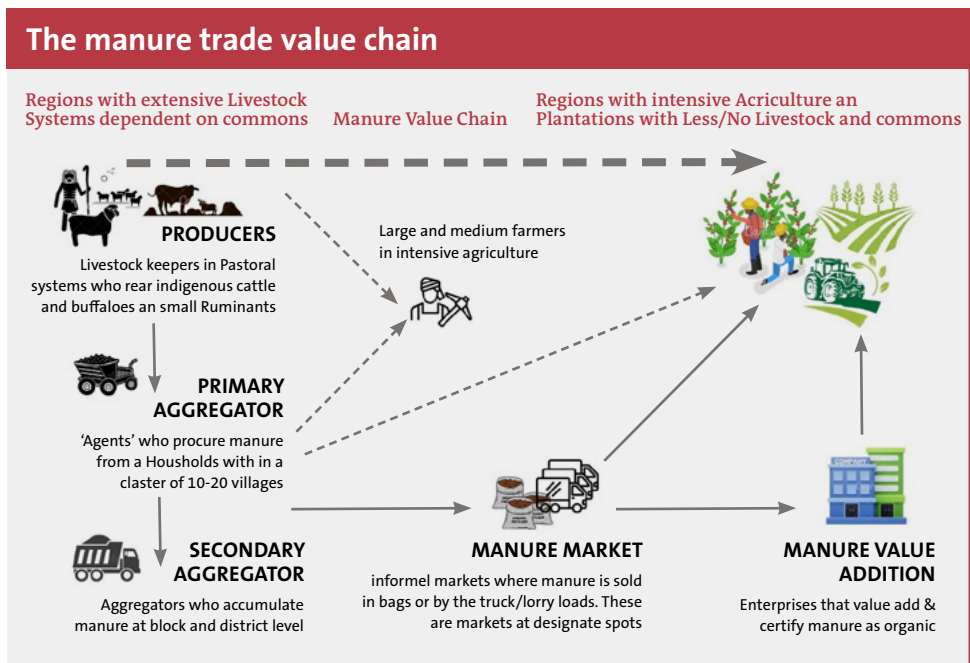 The manure trade value chain
Regions with extensive Livestock
Systems dependent on commons
Manure Value Chain
Regions with intensive Acriculture an
Plantations with Less/No Livestock and commons
PRODUCERS
Livestock keepers in Pastoral
systems who rear indigenous cattle
and buffaloes an small Ruminants
Large and medium farmers
in intensive agriculture
PRIMARY
AGGREGATOR
‘Agents’ who procure manure
from a Housholds with in a
claster of 10-20 villages
SECONDARY
AGGREGATOR
Aggregators who accumulate
manure at block and district level
MANURE MARKET
informel markets where manure is sold
in bags or by the truck/lorry loads. These
are markets at designate spots
COMPANY
MANURE VALUE
ADDITION
Enterprises that value add &
certify manure as organic